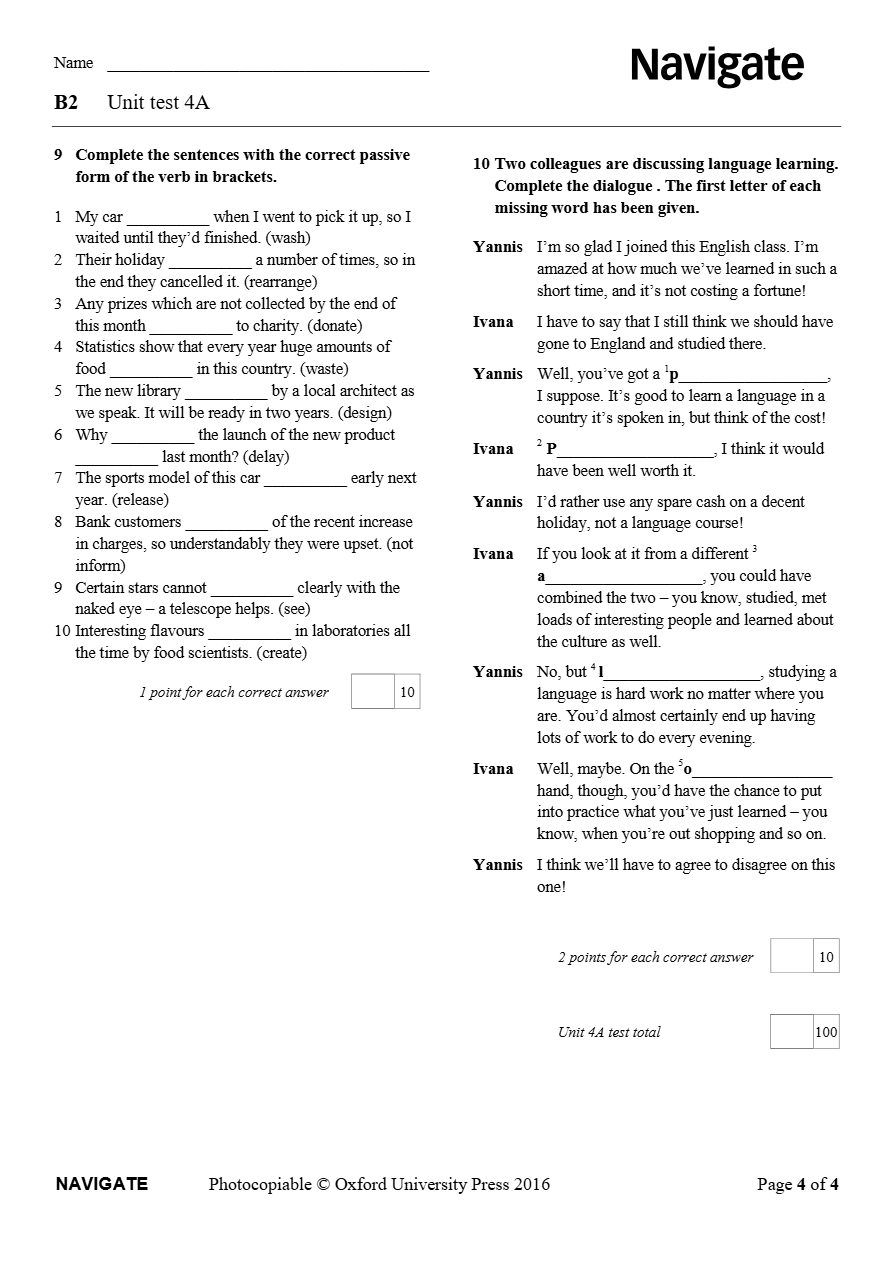 Name ________________________________________
Navigate
B2 Unit test 4A
9 Complete the sentences with the correct passive
form of the verb in brackets.
1 My car __________ when I went to pick it up, so I
waited until they’d finished. (wash)
2 Their holiday __________ a number of times, so in
the end they cancelled it. (rearrange)
3 Any prizes which are not collected by the end of
this month __________ to charity. (donate)
4 Statistics show that every year huge amounts of
food __________ in this country. (waste)
5 The new library __________ by a local architect as
we speak. It will be ready in two years. (design)
6 Why __________ the launch of the new product
__________ last month? (delay)
7 The sports model of this car __________ early next
year. (release)
8 Bank customers __________ of the recent increase
in charges, so understandably they were upset. (not
inform)
9 Certain stars cannot __________ clearly with the
naked eye – a telescope helps. (see)
10 Interesting flavours __________ in laboratories all
the time by food scientists. (create)
1 point for each correct answer 10
10 Two colleagues are discussing language learning.
Complete the dialogue . The first letter of each
missing word has been given.
Yannis I’m so glad I joined this English class. I’m
amazed at how much we’ve learned in such a
short time, and it’s not costing a fortune!
Ivana I have to say that I still think we should have
gone to England and studied there.
Yannis Well, you’ve got a 1p__________________,
I suppose. It’s good to learn a language in a
country it’s spoken in, but think of the cost!
Ivana 2 P___________________, I think it would
have been well worth it.
Yannis I’d rather use any spare cash on a decent
holiday, not a language course!
Ivana If you look at it from a different 3
a___________________, you could have
combined the two – you know, studied, met
loads of interesting people and learned about
the culture as well.
Yannis No, but 4 l___________________, studying a
language is hard work no matter where you
are. You’d almost certainly end up having
lots of work to do every evening.
Ivana Well, maybe. On the 5o_________________
hand, though, you’d have the chance to put
into practice what you’ve just learned – you
know, when you’re out shopping and so on.
Yannis I think we’ll have to agree to disagree on this
one!
2 points for each correct answer 10
Unit 4A test total 100
NAVIGATE Photocopiable © Oxford University Press 2016 Page 4 of 4